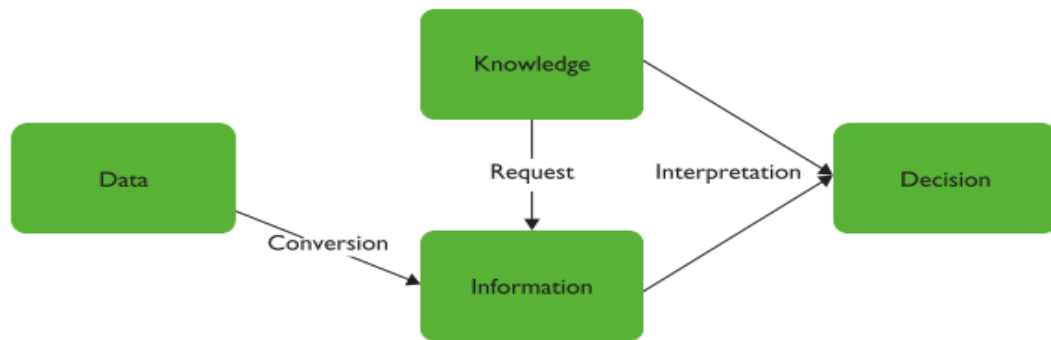 Knowledge
Data
Request
Interpretation
Decision
Conversion
Information